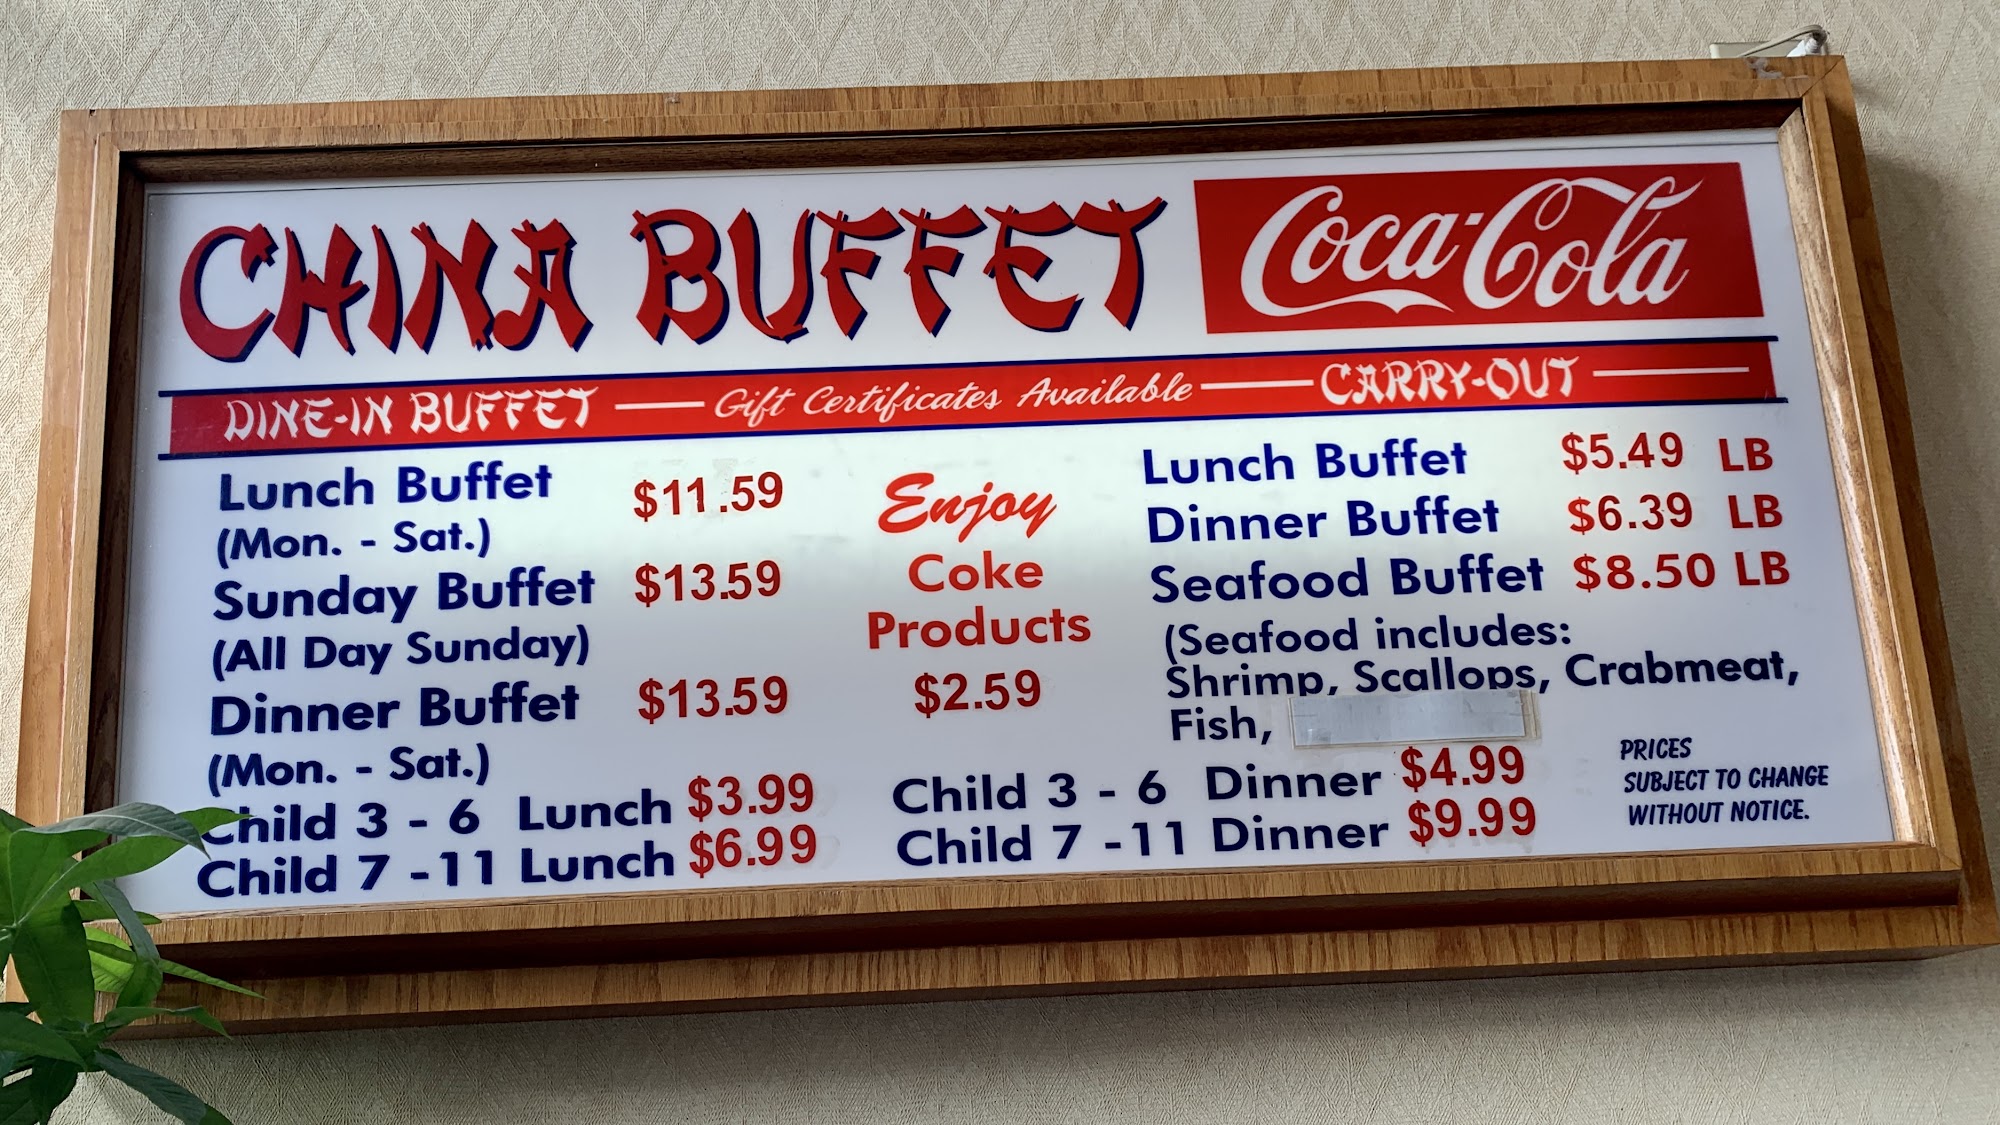 CHINA BUFFET
Coca-Cola
DINE-IN BUFFET
Gift Certificates Available
CARRY-OUT
Lunch Buffet $11.59
(Mon. - Sat.)
Sunday Buffet $13.59
(All Day Sunday)
Dinner Buffet $13.59
(Mon. - Sat.)
Child 3 - 6 Lunch $3.99
Child 7 -11 Lunch $6.99
Enjoy
Coke
Products
$2.59
Lunch Buffet $5.49 LB
Dinner Buffet $6.39 LB
Seafood Buffet $8.50 LB
(Seafood includes:
Shrimp, Scallops, Crabmeat,
Fish,
Child 3 - 6 Dinner $4.99
Child 7 -11 Dinner $9.99
PRICES
SUBJECT TO CHANGE
WITHOUT NOTICE.